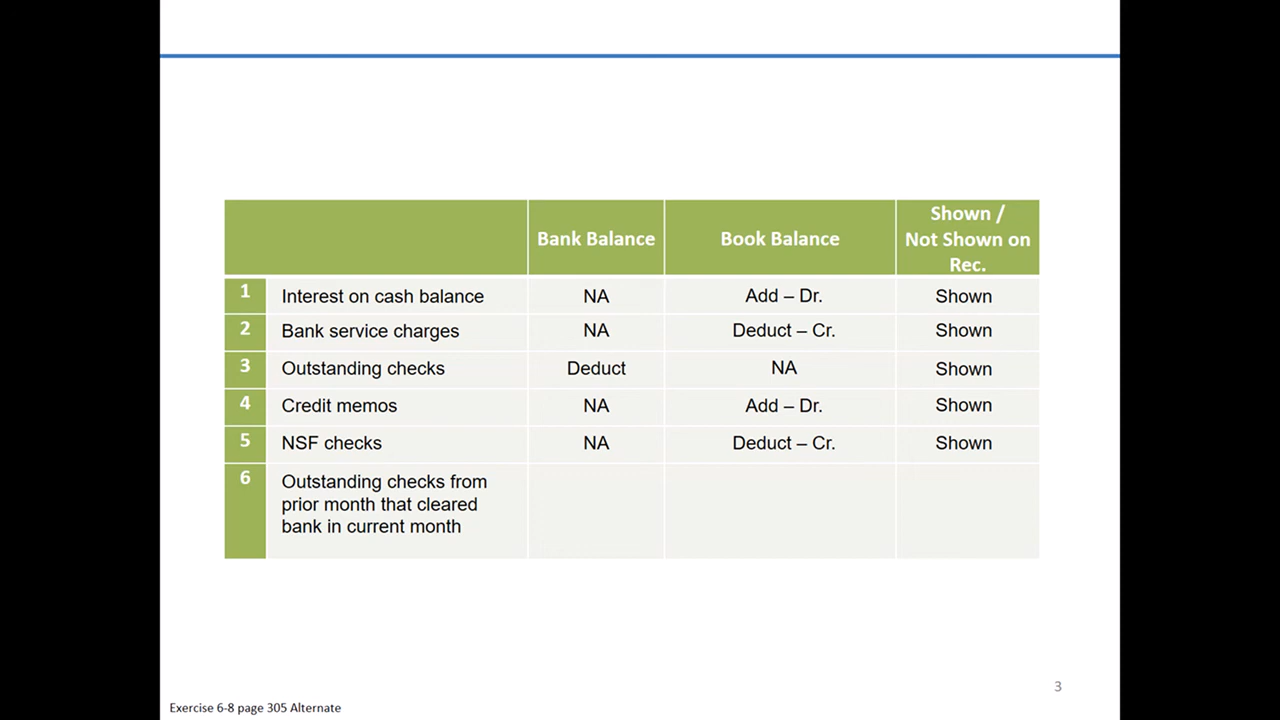 Bank Balance
Book Balance
Shown /
Not Shown on
Rec.
1 Interest on cash balance NA Add – Dr. Shown
2 Bank service charges NA Deduct – Cr. Shown
3 Outstanding checks Deduct NA Shown
4 Credit memos NA Add – Dr. Shown
5 NSF checks NA Deduct – Cr. Shown
6 Outstanding checks from
prior month that cleared
bank in current month
3
Exercise 6-8 page 305 Alternate